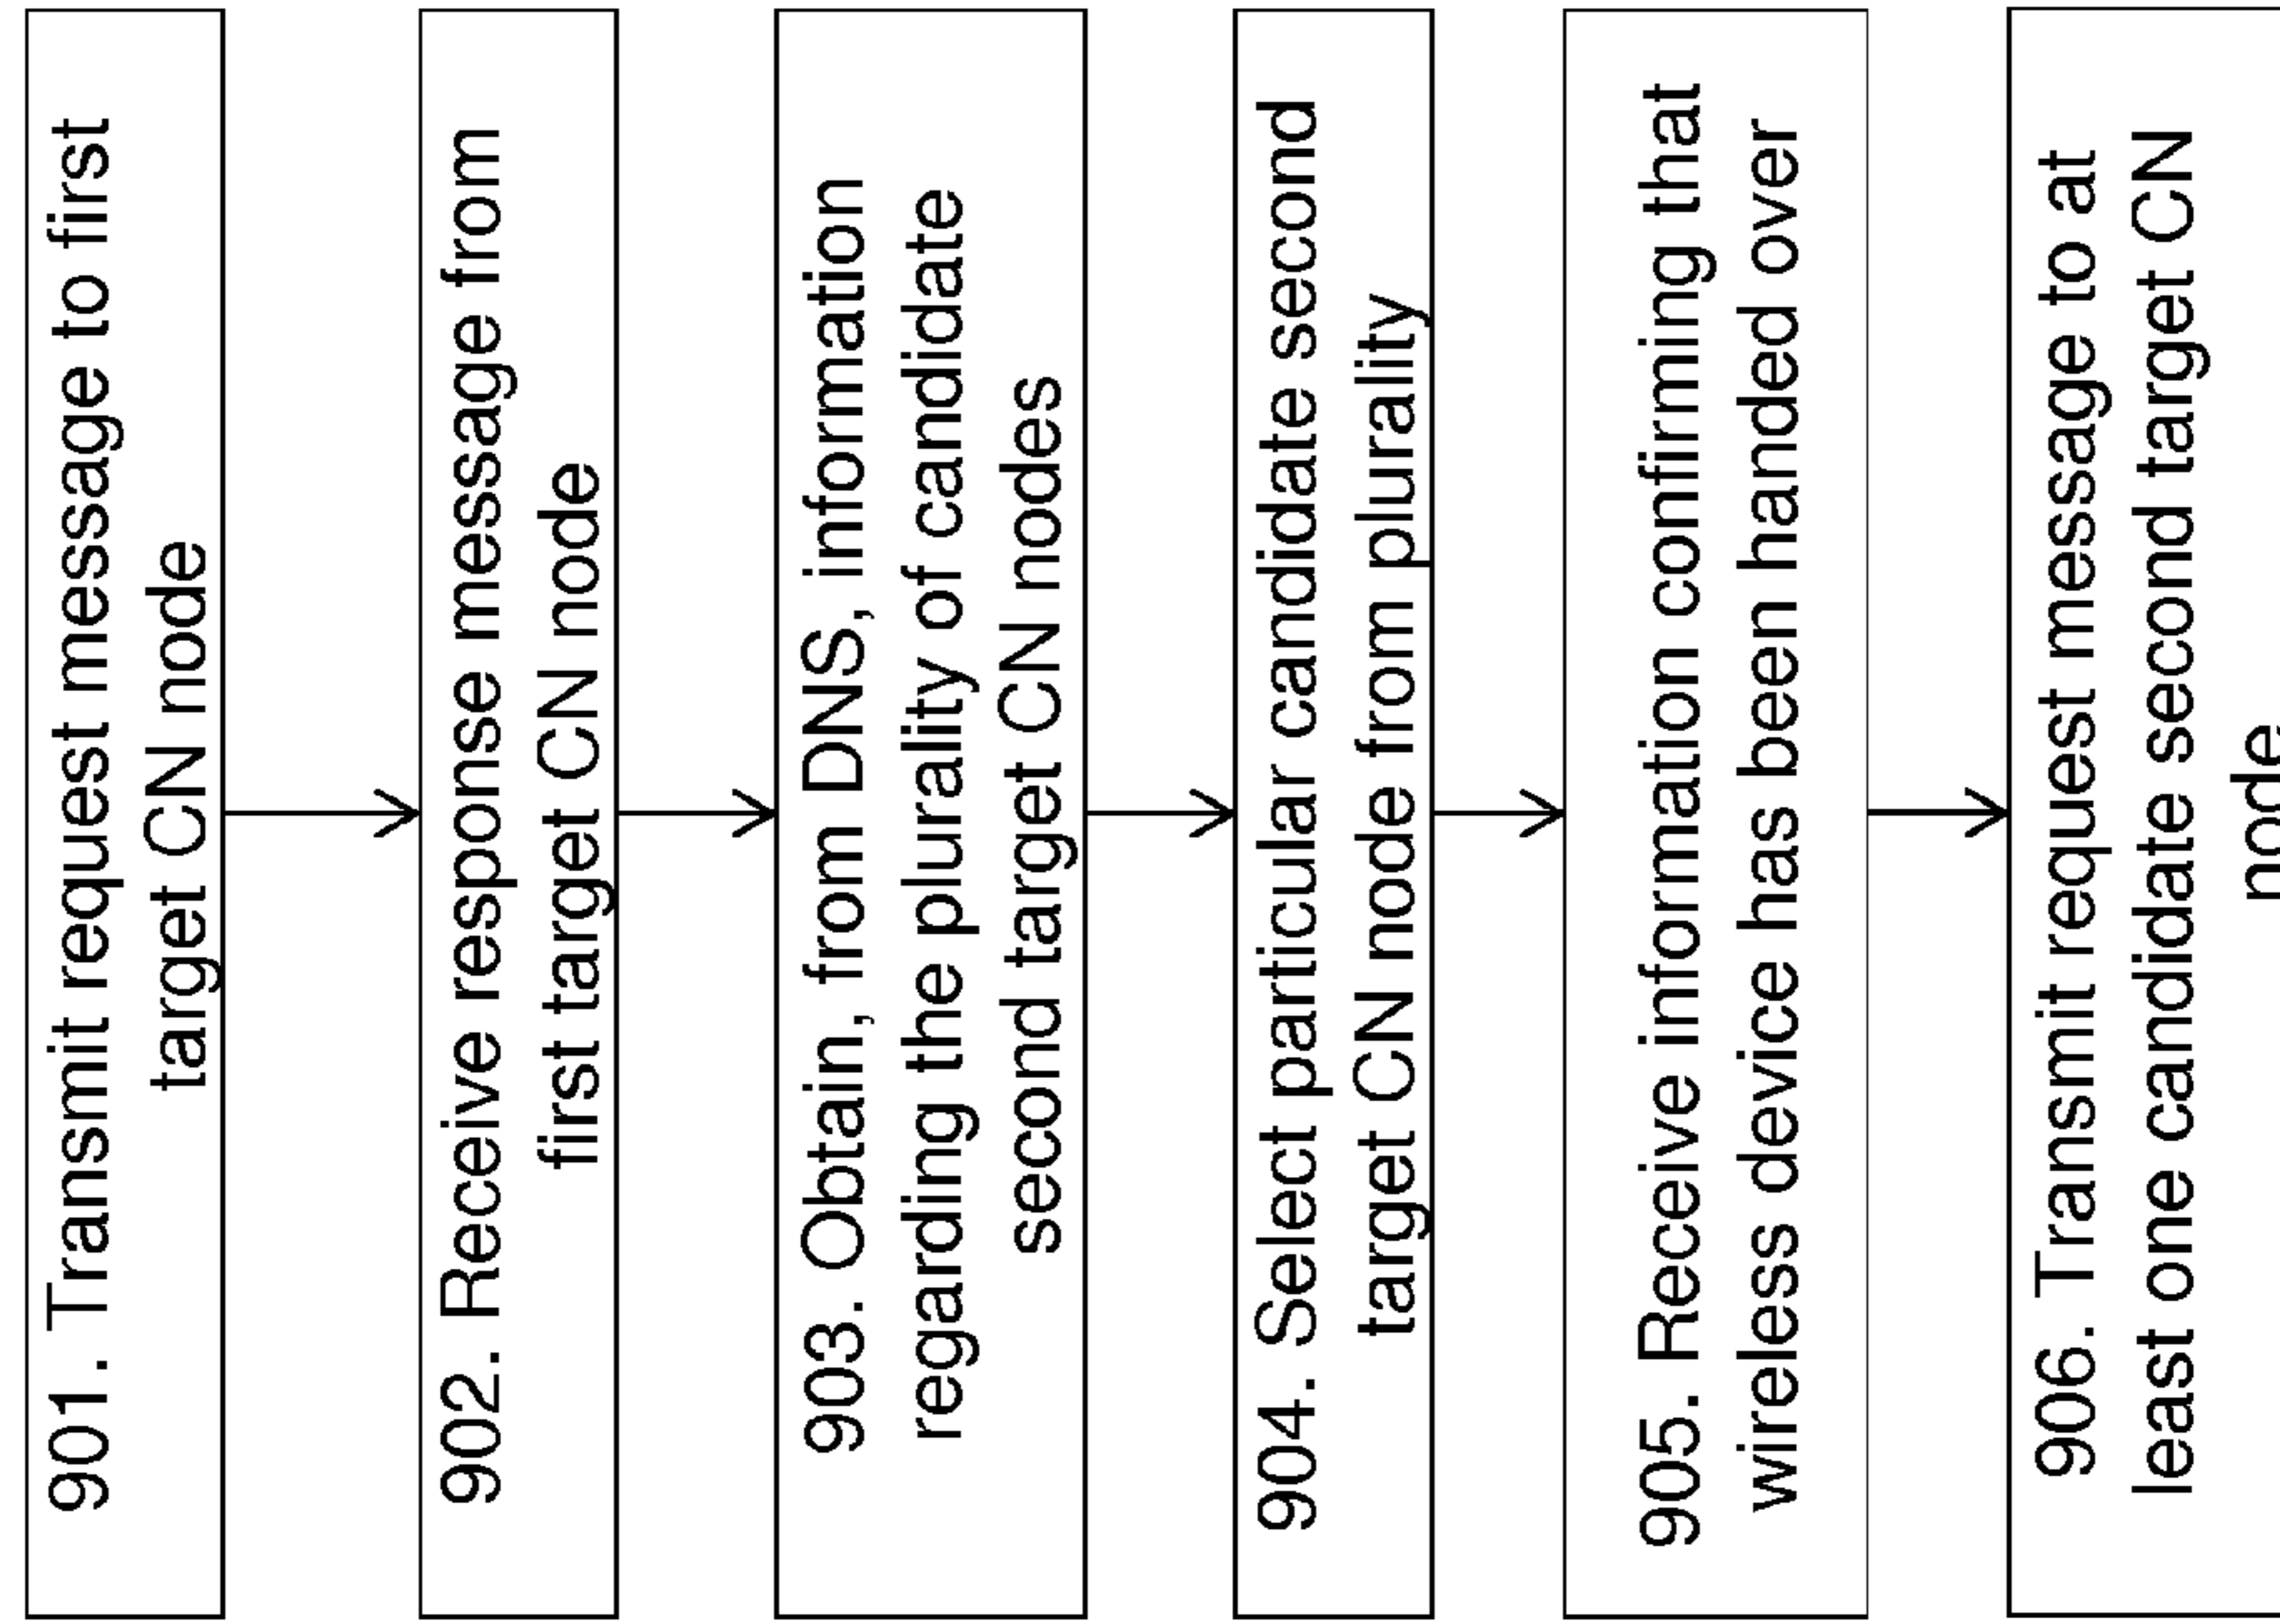 901. Transmit request message to first
target CN node
902. Receive response message from
first target CN node
903. Obtain, from DNS, information
regarding the plurality of candidate
second target CN nodes
904. Select particular candidate second
target CN node from plurality
905. Receive information confirming that
wireless device has been handed over
906. Transmit request message to at
least one candidate second target CN
node